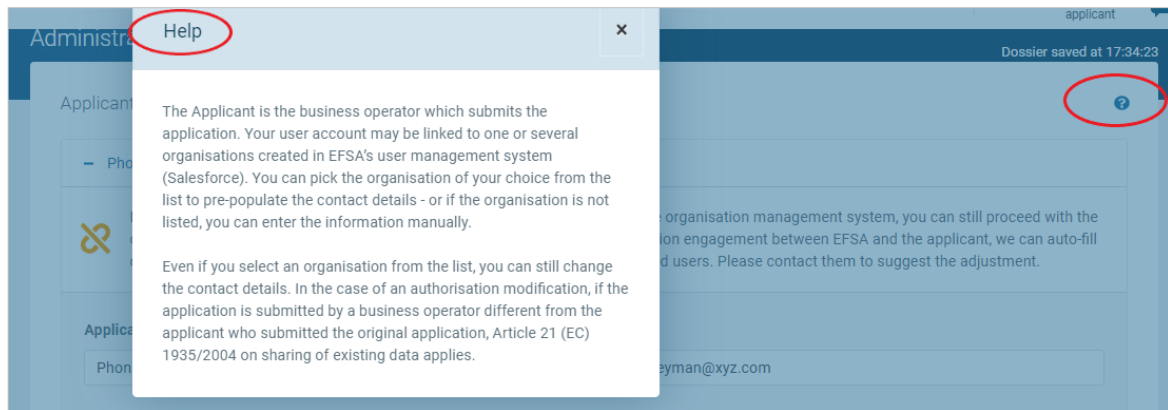 applicant
Administra
Help
×
Dossier saved at 17:34:23
Applicant
?
The Applicant is the business operator which submits the
application. Your user account may be linked to one or several
organisations created in EFSA's user management system
(Salesforce). You can pick the organisation of your choice from the
list to pre-populate the contact details - or if the organisation is not
listed, you can enter the information manually.
Even if you select an organisation from the list, you can still change
the contact details. In the case of an authorisation modification, if the
application is submitted by a business operator different from the
applicant who submitted the original application, Article 21 (EC)
1935/2004 on sharing of existing data applies.
− Pho
organisation management system, you can still proceed with the
ion engagement between EFSA and the applicant, we can auto-fill
d users. Please contact them to suggest the adjustment.
Applica
Phon
eyman@xyz.com